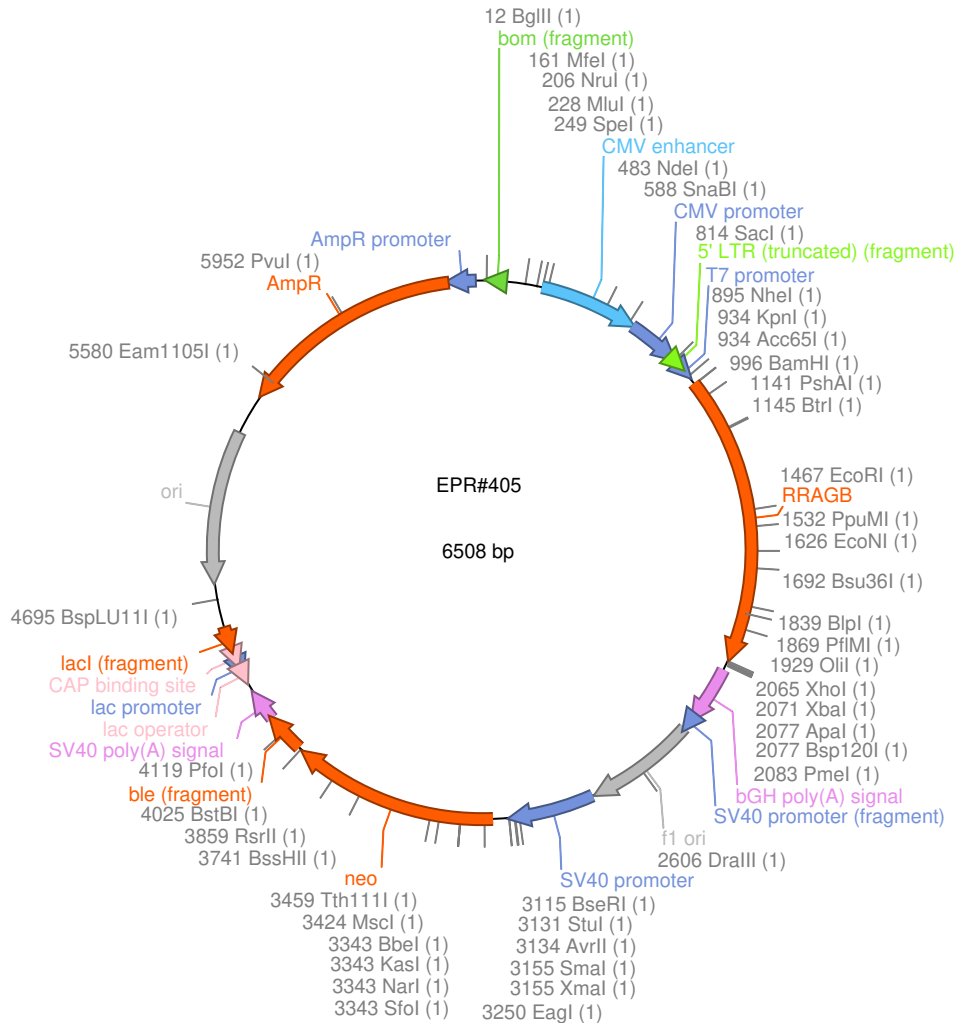 12 BglII (1)
bom (fragment)
161 MfeI (1)
206 NruI (1)
228 MluI (1)
249 SpeI (1)
CMV enhancer
483 NdeI (1)
588 SnaBI (1)
CMV promoter
814 SacI (1)
5' LTR (truncated) (fragment)
T7 promoter
895 NheI (1)
934 KpnI (1)
934 Acc65I (1)
996 BamHI (1)
1141 PshAI (1)
1145 BtrI (1)
1467 EcoRI (1)
RRAGB
1532 PpuMI (1)
1626 EcoNI (1)
1692 Bsu36I (1)
1839 BlpI (1)
1869 PflMI (1)
1929 OliI (1)
2065 XhoI (1)
2071 XbaI (1)
2077 ApaI (1)
2077 Bsp120I (1)
2083 PmeI (1)
bGH poly(A) signal
SV40 promoter (fragment)
f1 ori
2606 DraIII (1)
SV40 promoter
3115 BseRI (1)
3131 StuI (1)
3134 AvrII (1)
3155 SmaI (1)
3155 XmaI (1)
3250 EagI (1)
3343 SfoI (1)
3343 NarI (1)
3343 KasI (1)
3343 BbeI (1)
3424 MscI (1)
3459 Tth111I (1)
neo
3741 BssHII (1)
3859 RsrII (1)
4025 BstBI (1)
ble (fragment)
4119 PfoI (1)
SV40 poly(A) signal
lac operator
lac promoter
CAP binding site
lacI (fragment)
4695 BspLU11I (1)
ori
5580 Eam1105I (1)
AmpR
5952 PvuI (1)
AmpR promoter
EPR#405
6508 bp